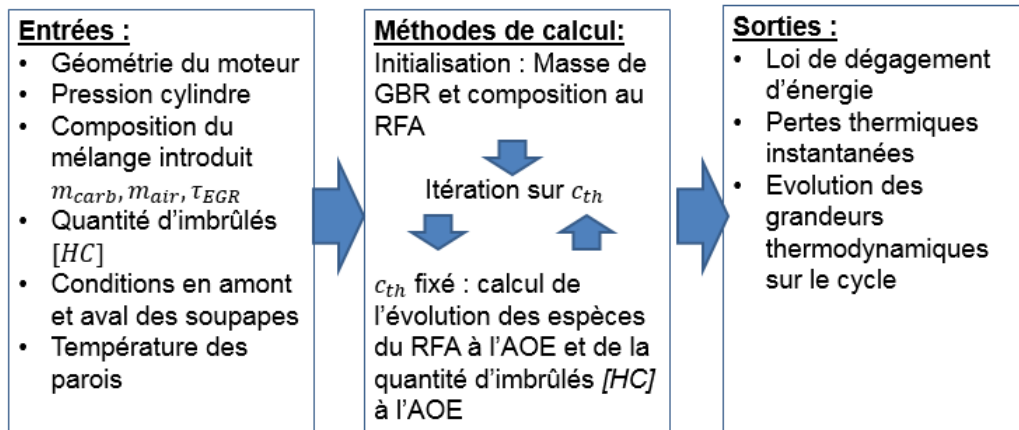 Entrées :
• Géométrie du moteur
• Pression cylindre
• Composition du
mélange introduit
m_carb, m_air, τ_EGR
• Quantité d'imbrûlés
[HC]
• Conditions en amont
et aval des soupapes
• Température des
parois
Méthodes de calcul:
Initialisation : Masse de
GBR et composition au
RFA
Itération sur c_th
c_th fixé : calcul de
l'évolution des espèces
du RFA à l'AOE et de la
quantité d'imbrûlés [HC]
à l'AOE
Sorties :
• Loi de dégagement
d'énergie
• Pertes thermiques
instantanées
• Evolution des
grandeurs
thermodynamiques
sur le cycle